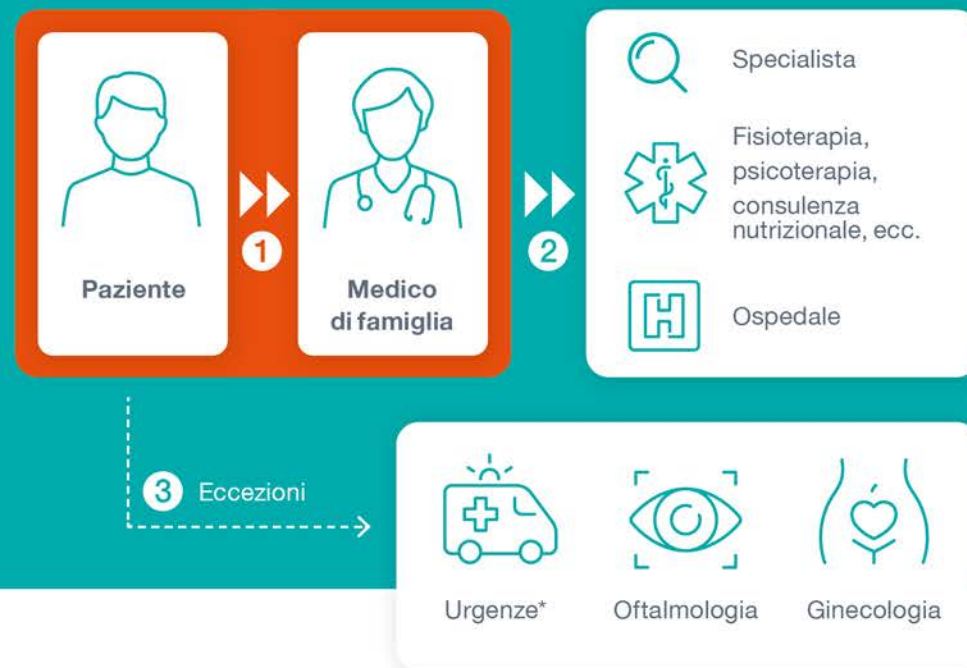 Paziente
1
Medico
di famiglia
2
Specialista
Fisioterapia,
psicoterapia,
consulenza
nutrizionale, ecc.
H
Ospedale
3 Eccezioni
Urgenze*
Oftalmologia
Ginecologia